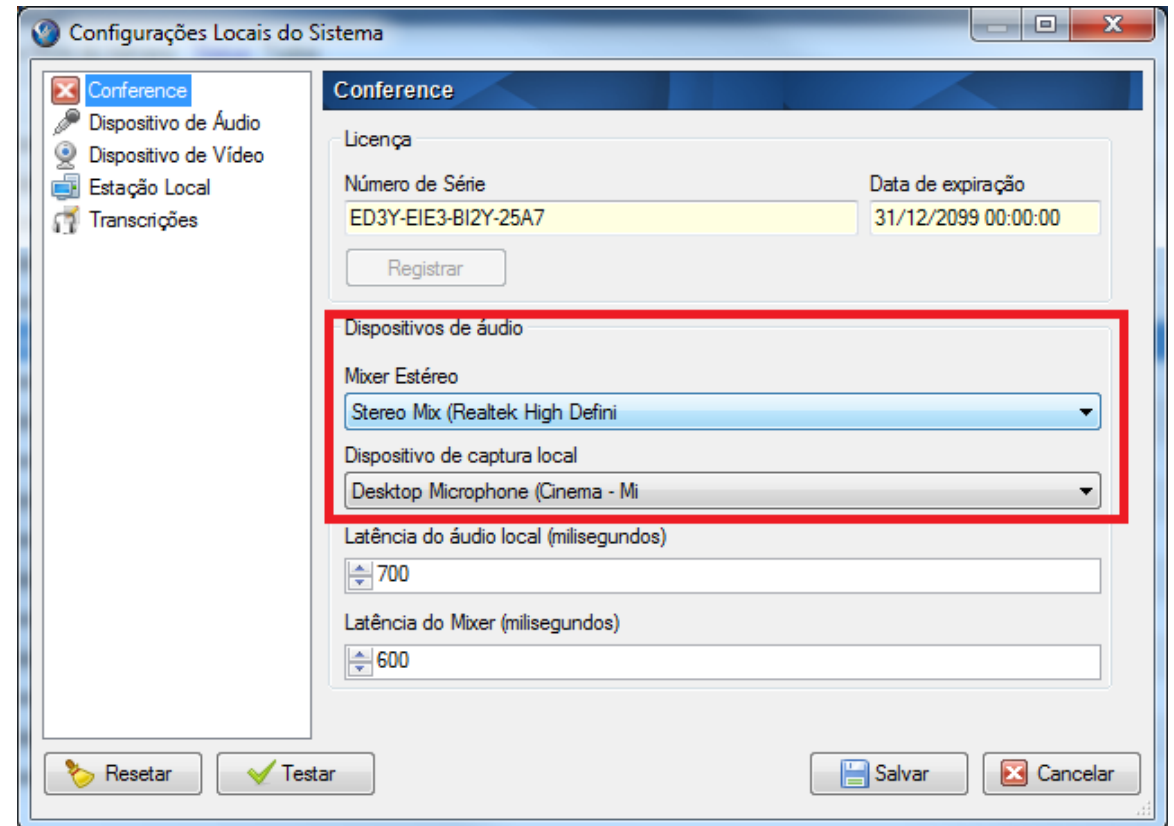 Configurações Locais do Sistema
Conference
Dispositivo de Áudio
Dispositivo de Vídeo
Estação Local
Transcrições
Conference
Licença
Número de Série
Data de expiração
ED3Y-EIE3-BI2Y-25A7
31/12/2099 00:00:00
Registrar
Dispositivos de áudio
Mixer Estéreo
Stereo Mix (Realtek High Defini
Dispositivo de captura local
Desktop Microphone (Cinema - Mi
Latência do áudio local (milisegundos)
700
Latência do Mixer (milisegundos)
600
Resetar
Testar
Salvar
Cancelar